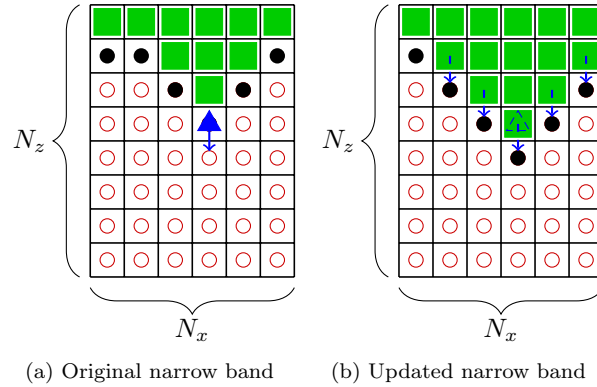 N_z
N_x
(a) Original narrow band
N_z
N_x
(b) Updated narrow band